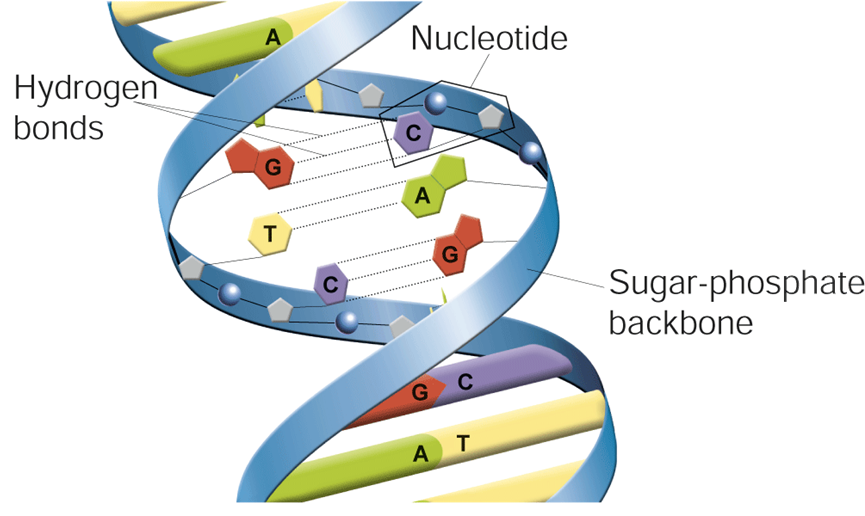 A
Nucleotide
Hydrogen
bonds
C
G
A
T
G
C
Sugar-phosphate
backbone
G C
A T